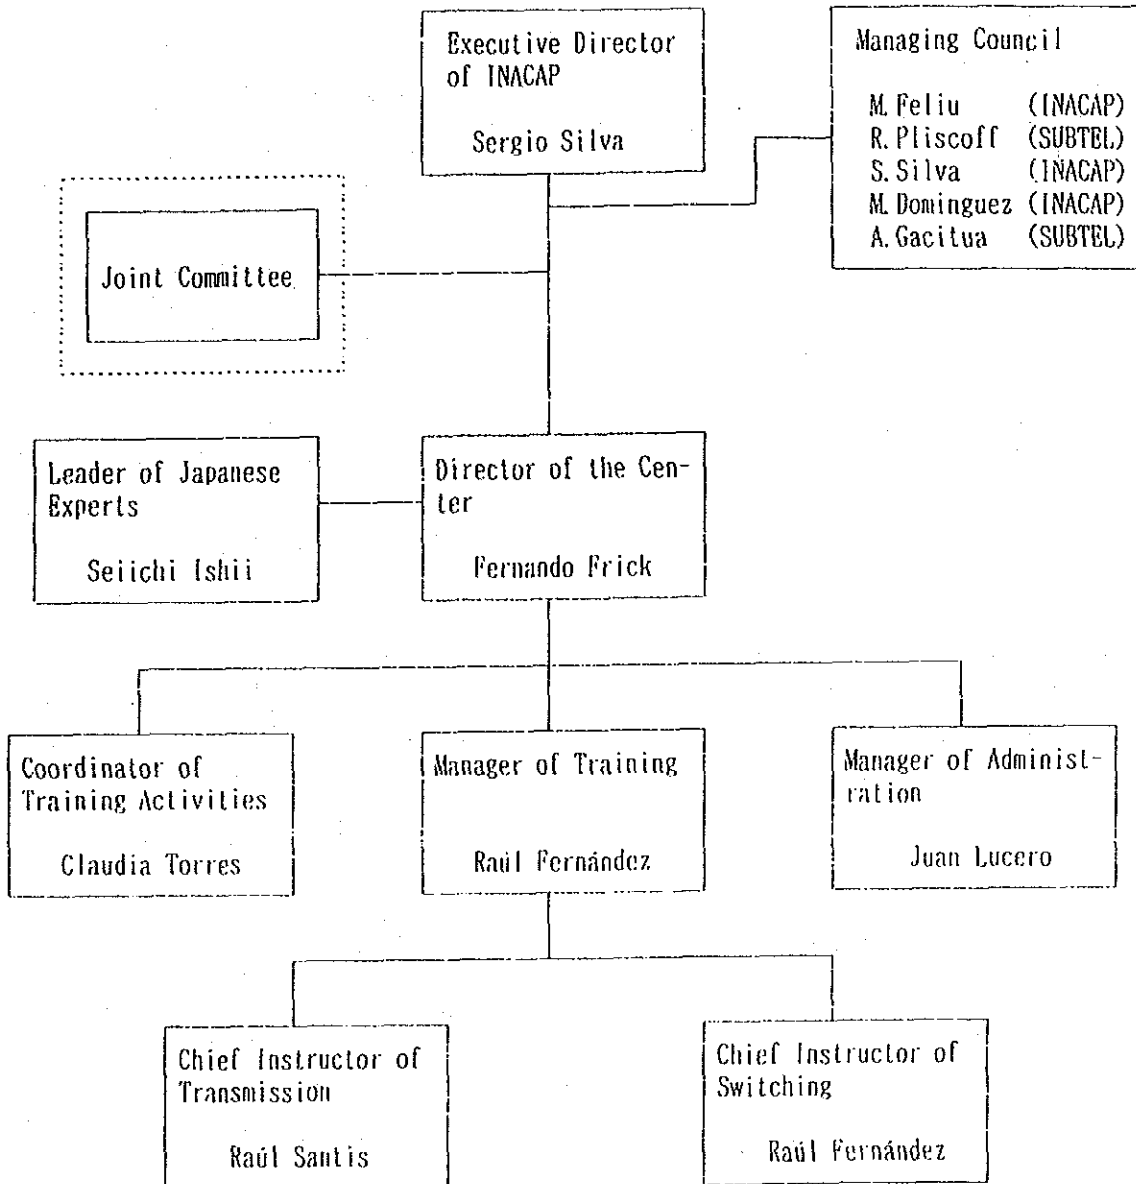 Executive Director
of INACAP
Sergio Silva
Managing Council
M. Feliu (INACAP)
R. Pliscoff (SUBTEL)
S. Silva (INACAP)
M. Dominguez (INACAP)
A. Gacitua (SUBTEL)
Joint Committee
Leader of Japanese
Experts
Seiichi Ishii
Director of the Cen-
ter
Fernando Frick
Coordinator of
Training Activities
Claudia Torres
Manager of Training
Raúl Fernández
Manager of Administ-
ration
Juan Lucero
Chief Instructor of
Transmission
Raúl Santis
Chief Instructor of
Switching
Raúl Fernández